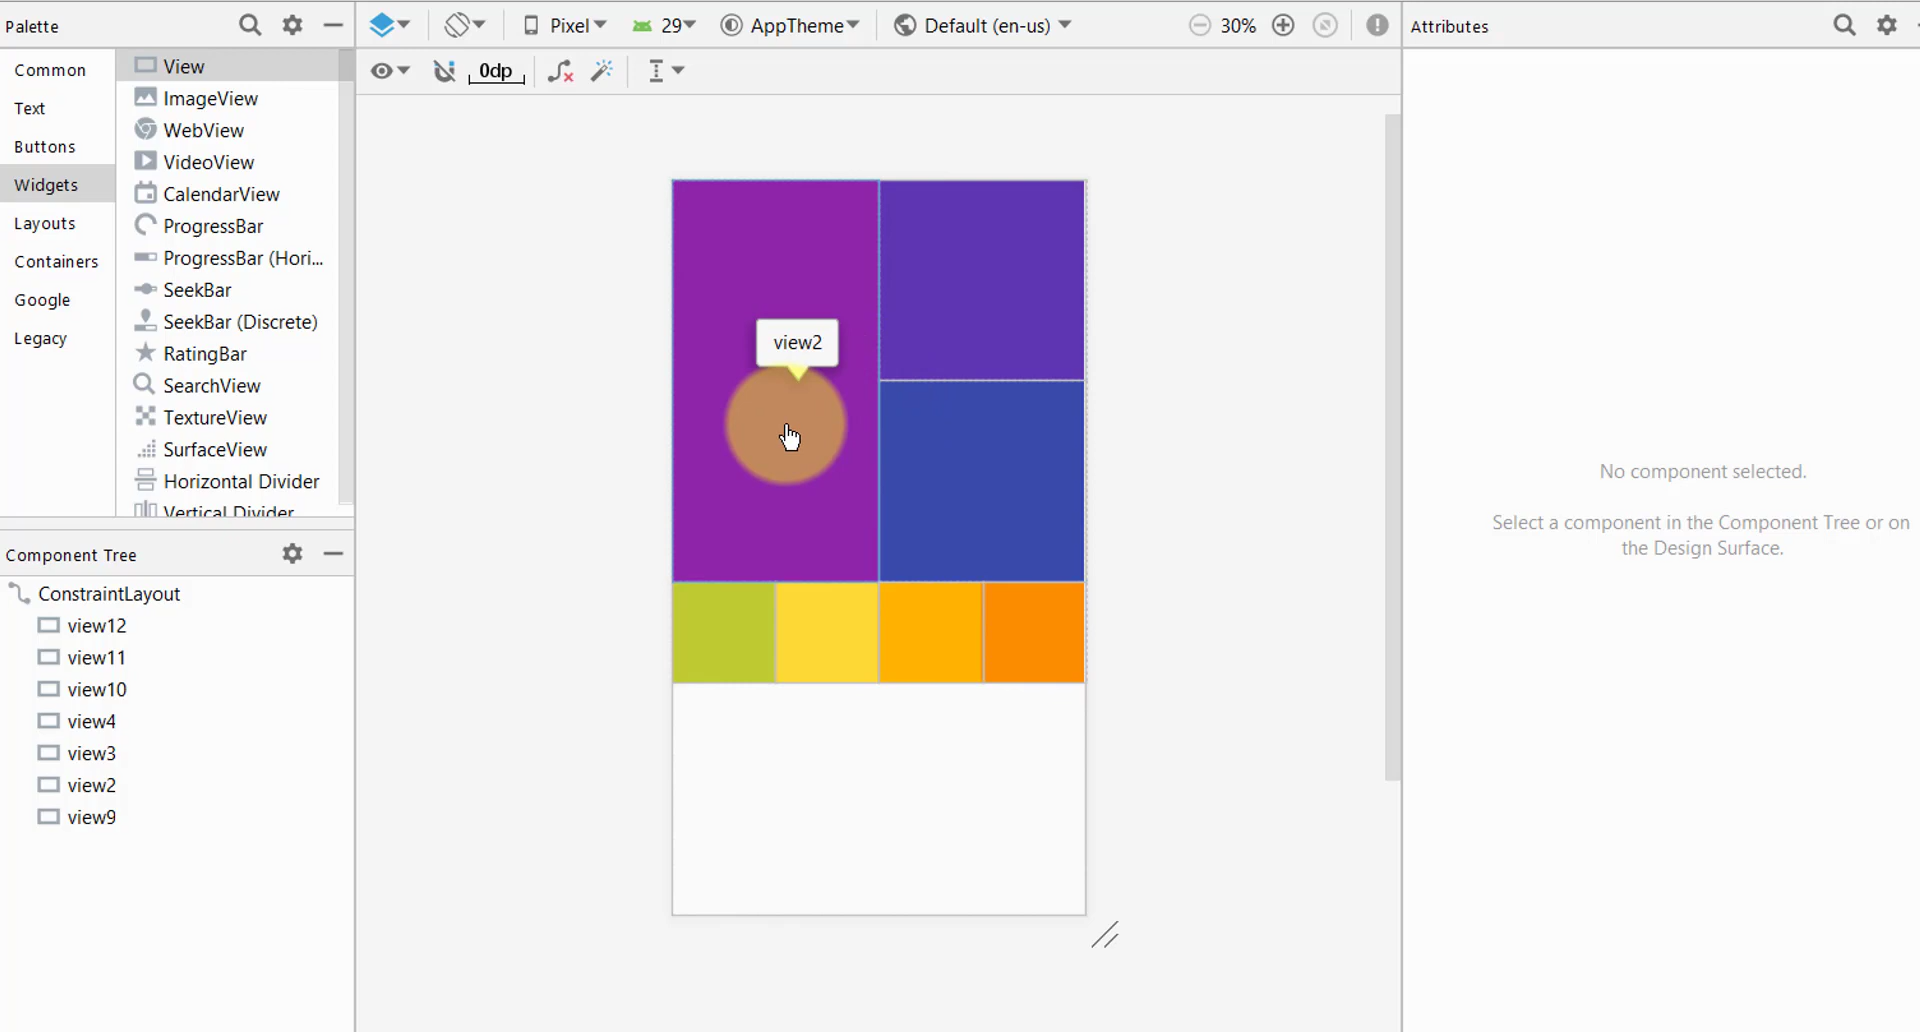 Palette
Pixel
29
AppTheme
Default (en-us)
30%
Attributes
0dp
Common
Text
Buttons
Widgets
Layouts
Containers
Google
Legacy
View
ImageView
WebView
VideoView
CalendarView
ProgressBar
ProgressBar (Hori...
SeekBar
SeekBar (Discrete)
RatingBar
SearchView
TextureView
SurfaceView
Horizontal Divider
Vertical Divider
Component Tree
ConstraintLayout
view12
view11
view10
view4
view3
view2
view9
view2
No component selected.
Select a component in the Component Tree or on
the Design Surface.